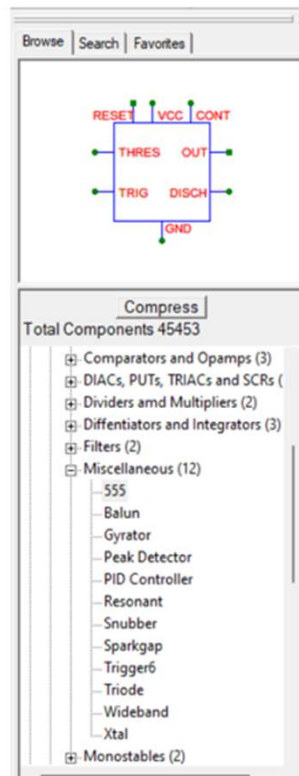 Browse Search Favorites
RESET VCC CONT
THRES OUT
TRIG DISCH
GND
Compress
Total Components 45453
Comparators and Opamps (3)
DIACs, PUTs, TRIACs and SCRs (
Dividers amd Multipliers (2)
Diffentiators and Integrators (3)
Filters (2)
Miscellaneous (12)
555
Balun
Gyrator
Peak Detector
PID Controller
Resonant
Snubber
Sparkgap
Trigger6
Triode
Wideband
Xtal
Monostables (2)